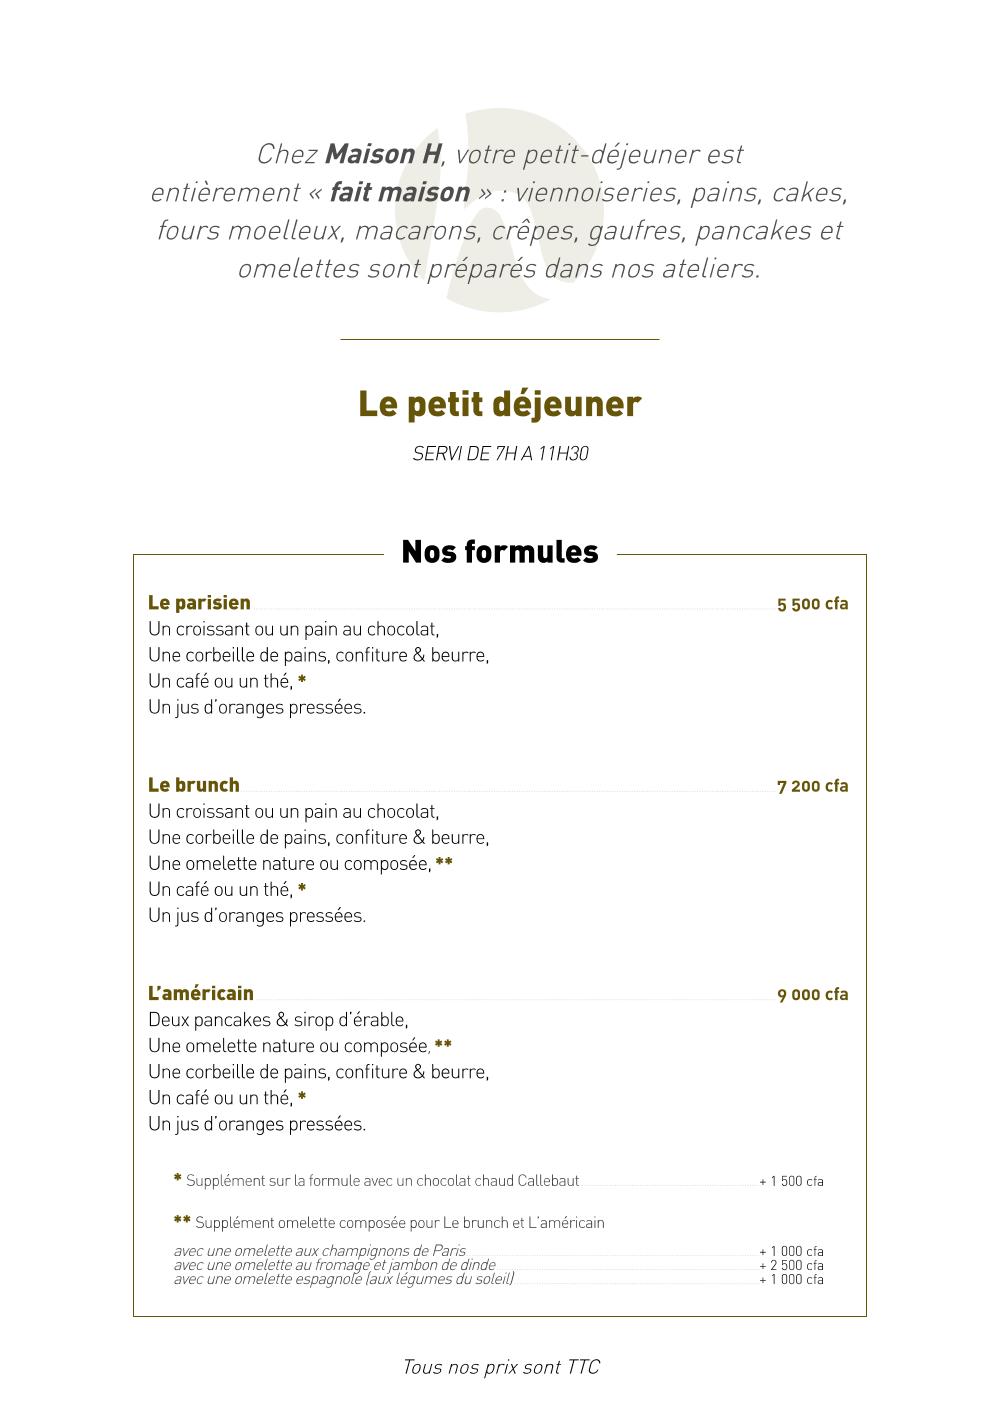 Chez Maison H, votre petit-déjeuner est
entièrement « fait maison » : viennoiseries, pains, cakes,
fours moelleux, macarons, crêpes, gaufres, pancakes et
omelettes sont préparés dans nos ateliers.
Le petit déjeuner
SERVI DE 7H A 11H30
Nos formules
Le parisien 5 500 cfa
Un croissant ou un pain au chocolat,
Une corbeille de pains, confiture & beurre,
Un café ou un thé, *
Un jus d’oranges pressées.
Le brunch 7 200 cfa
Un croissant ou un pain au chocolat,
Une corbeille de pains, confiture & beurre,
Une omelette nature ou composée, **
Un café ou un thé, *
Un jus d’oranges pressées.
L’américain 9 000 cfa
Deux pancakes & sirop d’érable,
Une omelette nature ou composée, **
Une corbeille de pains, confiture & beurre,
Un café ou un thé, *
Un jus d’oranges pressées.
* Supplément sur la formule avec un chocolat chaud Callebaut + 1 500 cfa
** Supplément omelette composée pour Le brunch et L’américain
avec une omelette aux champignons de Paris + 1 000 cfa
avec une omelette au fromage et jambon de dinde + 2 500 cfa
avec une omelette espagnole (aux légumes du soleil) + 1 000 cfa
Tous nos prix sont TTC